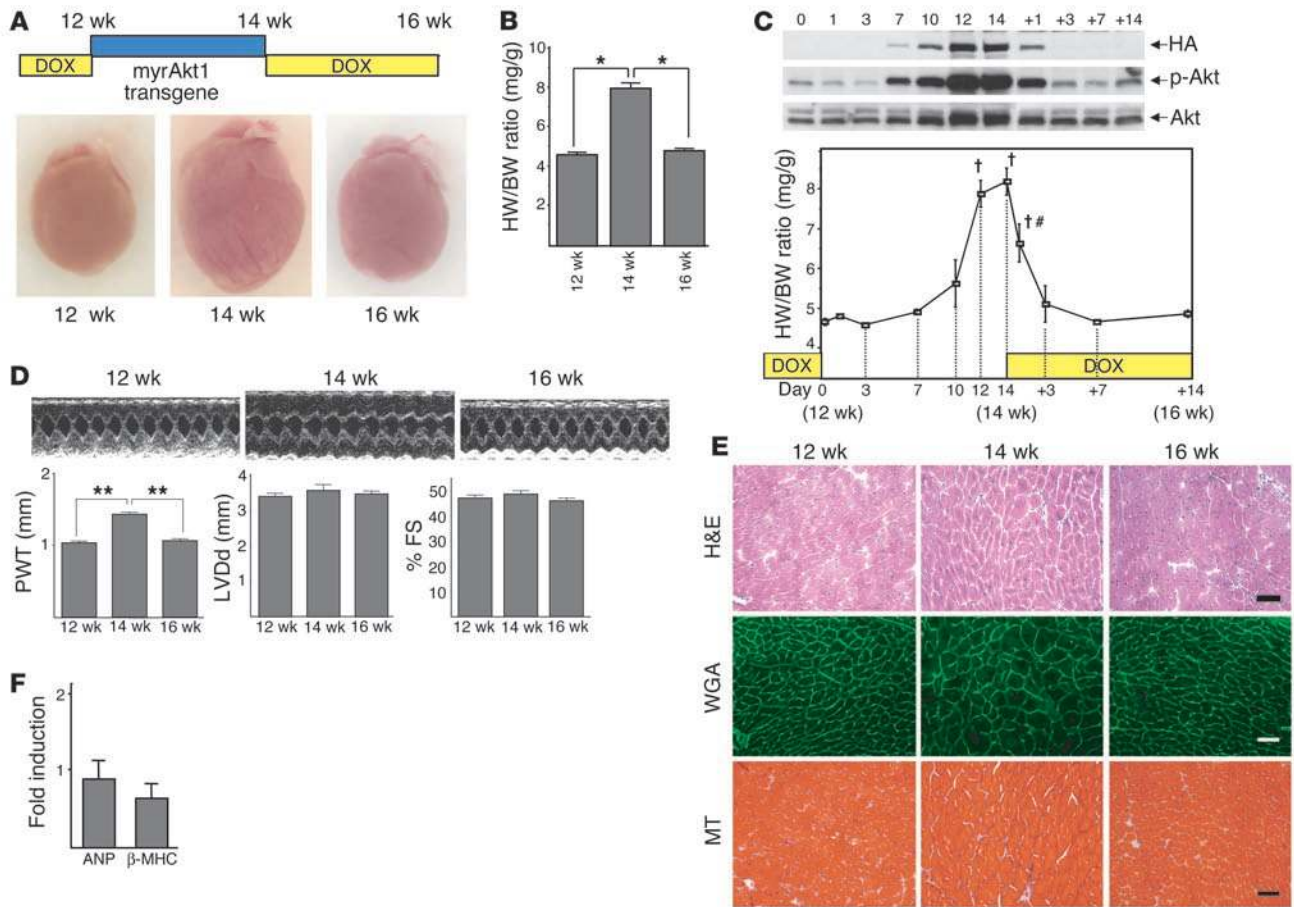 A
12 wk 14 wk 16 wk
DOX
myrAkt1
transgene
DOX
12 wk
14 wk
16 wk
B
HW/BW ratio (mg/g)
10
8
6
4
2
* *
12 wk
14 wk
16 wk
C
0 1 3 7 10 12 14 +1 +3 +7 +14
HA
p-Akt
Akt
HW/BW ratio (mg/g)
8
7
6
5
4
†
†
† #
DOX
DOX
Day 0 3 7 10 12 14 +3 +7 +14
(12 wk) (14 wk) (16 wk)
D
12 wk 14 wk 16 wk
PWT (mm)
2
1
** **
12 wk 14 wk 16 wk
LVDd (mm)
4
3
2
1
12 wk 14 wk 16 wk
% FS
50
40
30
20
10
12 wk 14 wk 16 wk
E
12 wk 14 wk 16 wk
H&E
WGA
MT
F
Fold induction
2
1
ANP β-MHC